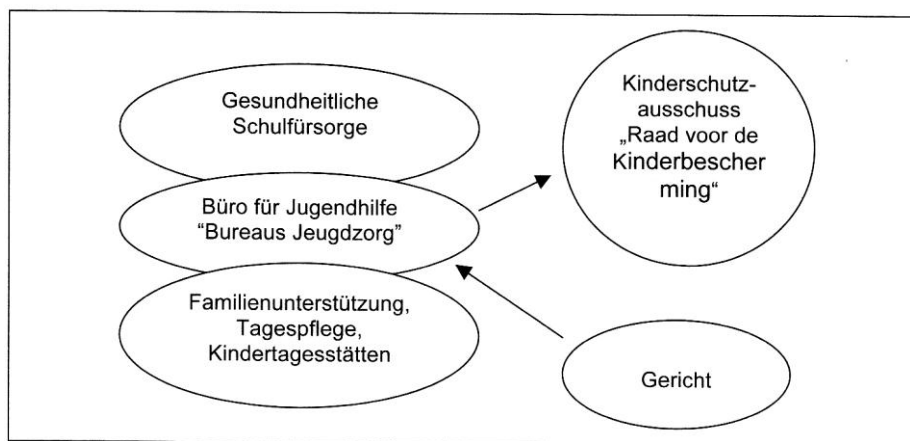 Gesundheitliche
Schulfürsorge
Büro für Jugendhilfe
“Bureaus Jeugdzorg”
Familienunterstützung,
Tagespflege,
Kindertagesstätten
Kinderschutz-
ausschuss
„Raad voor de
Kinderbescher
ming“
Gericht